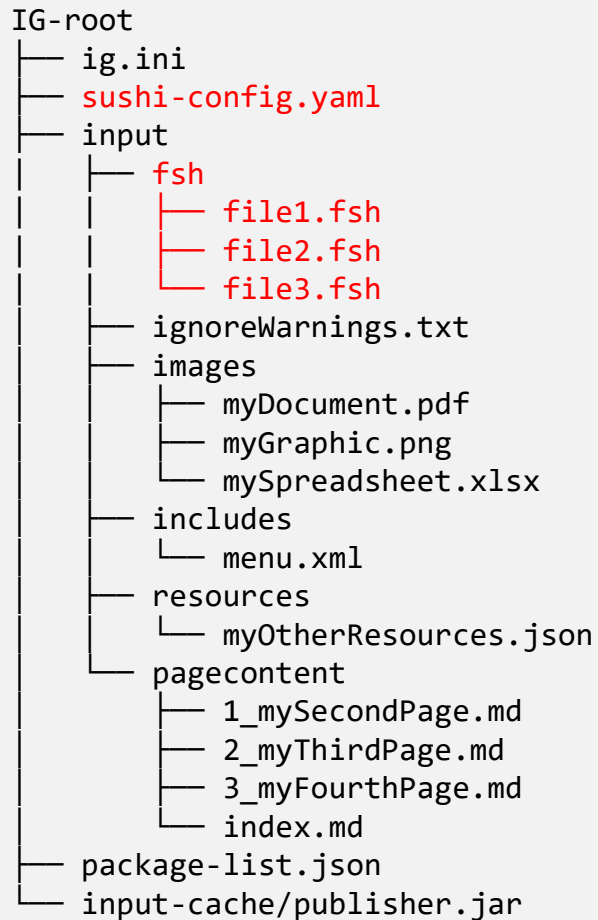 IG-root
├── ig.ini
├── sushi-config.yaml
├── input
│   ├── fsh
│   │   ├── file1.fsh
│   │   ├── file2.fsh
│   │   └── file3.fsh
│   ├── ignoreWarnings.txt
│   ├── images
│   │   ├── myDocument.pdf
│   │   ├── myGraphic.png
│   │   └── mySpreadsheet.xlsx
│   ├── includes
│   │   └── menu.xml
│   ├── resources
│   │   └── myOtherResources.json
│   └── pagecontent
│       ├── 1_mySecondPage.md
│       ├── 2_myThirdPage.md
│       ├── 3_myFourthPage.md
│       └── index.md
├── package-list.json
└── input-cache/publisher.jar